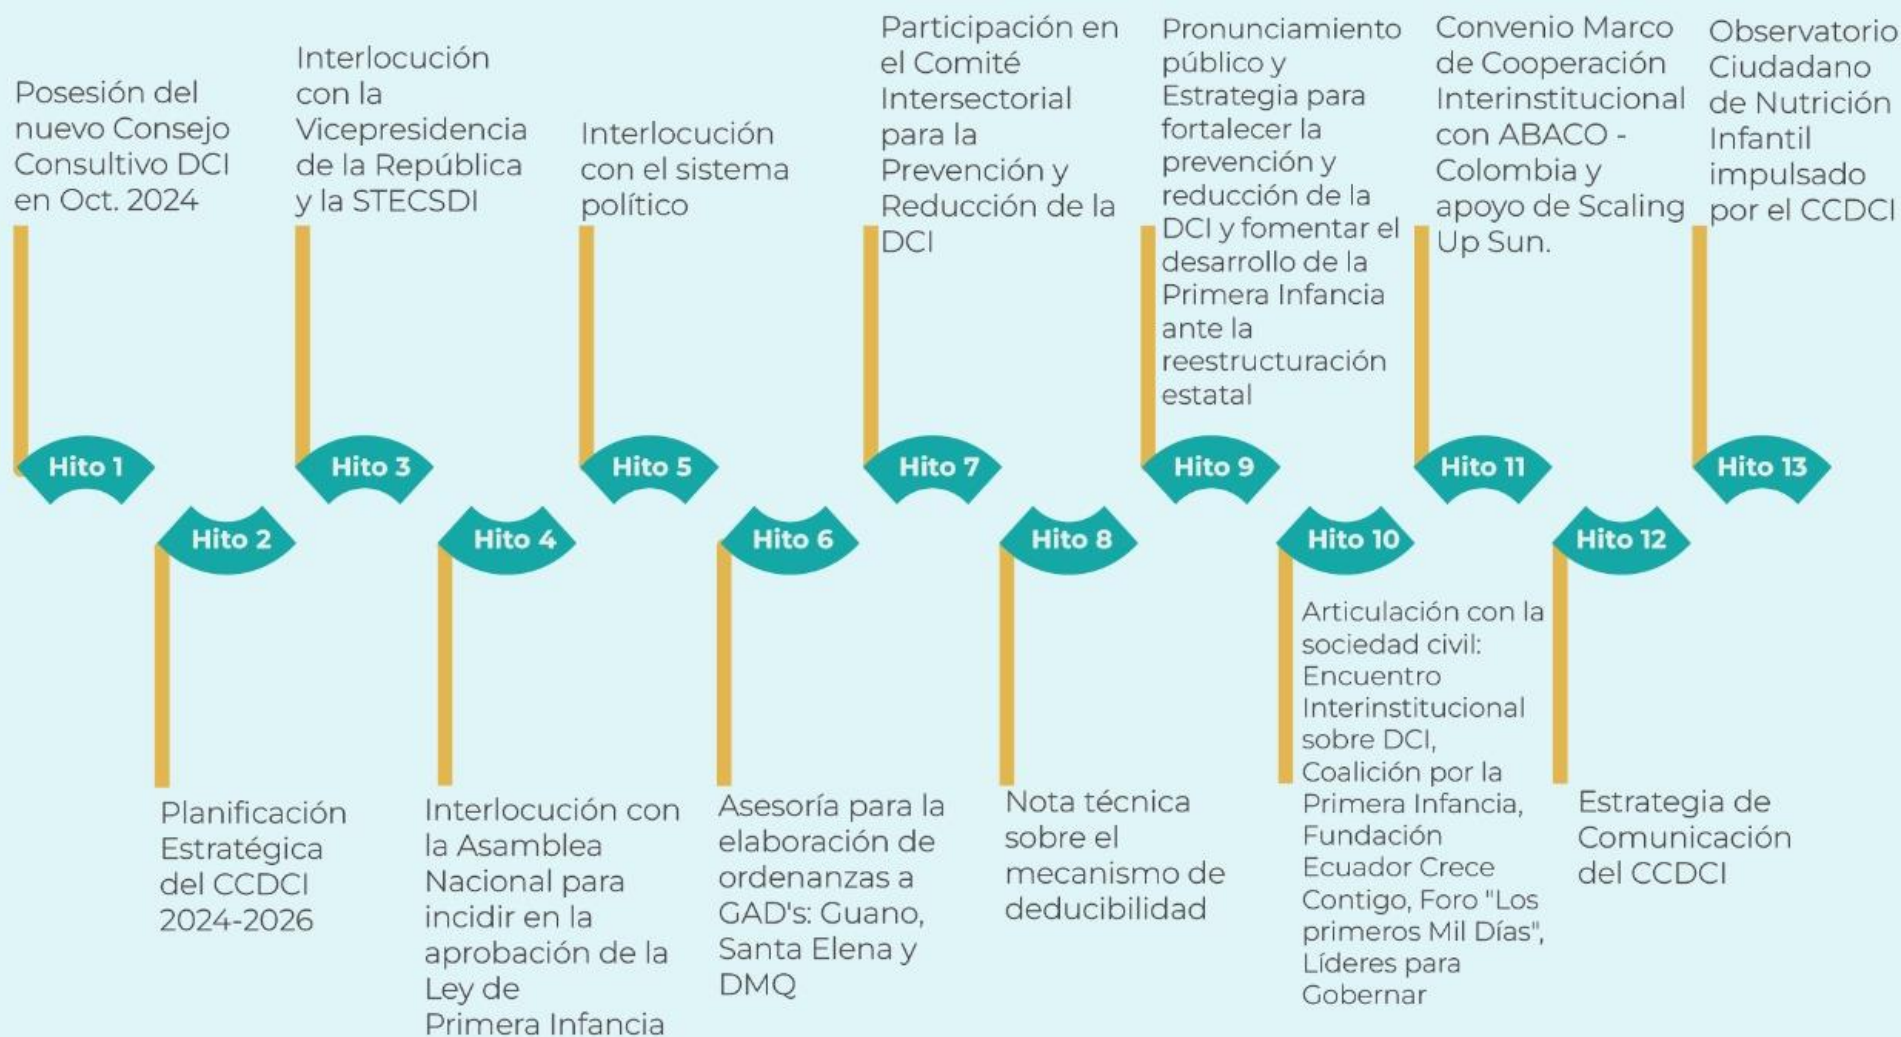 Posesión del
nuevo Consejo
Consultivo DCI
en Oct. 2024
Hito 1
Hito 2
Planificación
Estratégica
del CCDCI
2024-2026
Interlocución
con la
Vicepresidencia
de la República
y la STECSDI
Hito 3
Hito 4
Interlocución con
la Asamblea
Nacional para
incidir en la
aprobación de la
Ley de
Primera Infancia
Interlocución
con el sistema
político
Hito 5
Hito 6
Asesoría para la
elaboración de
ordenanzas a
GAD's: Guano,
Santa Elena y
DMQ
Participación en
el Comité
Intersectorial
para la
Prevención y
Reducción de la
DCI
Hito 7
Hito 8
Nota técnica
sobre el
mecanismo de
deducibilidad
Pronunciamiento
público y
Estrategia para
fortalecer la
prevención y
reducción de la
DCI y fomentar el
desarrollo de la
Primera Infancia
ante la
reestructuración
estatal
Hito 9
Hito 10
Articulación con la
sociedad civil:
Encuentro
Interinstitucional
sobre DCI,
Coalición por la
Primera Infancia,
Fundación
Ecuador Crece
Contigo, Foro "Los
primeros Mil Días",
Líderes para
Gobernar
Convenio Marco
de Cooperación
Interinstitucional
con ABACO -
Colombia y
apoyo de Scaling
Up Sun.
Hito 11
Hito 12
Estrategia de
Comunicación
del CCDCI
Observatorio
Ciudadano
de Nutrición
Infantil
impulsado
por el CCDCI
Hito 13